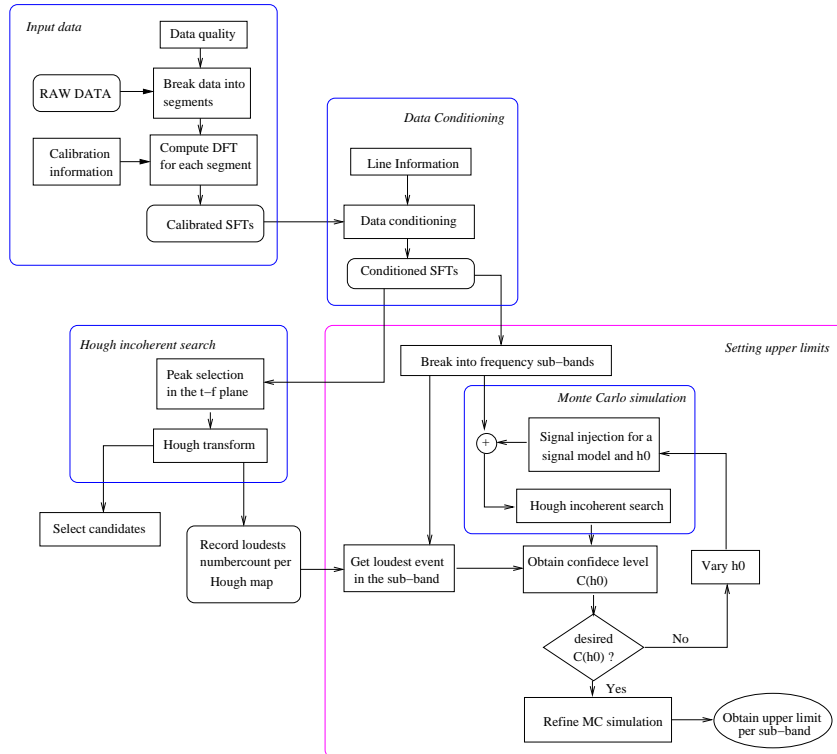 Input data
Data quality
RAW DATA
Break data into
segments
Calibration
information
Compute DFT
for each segment
Calibrated SFTs
Data Conditioning
Line Information
Data conditioning
Conditioned SFTs
Hough incoherent search
Peak selection
in the t−f plane
Hough transform
Select candidates
Record loudests
numbercount per
Hough map
Setting upper limits
Break into frequency sub−bands
Monte Carlo simulation
+
Signal injection for a
signal model and h0
Hough incoherent search
Get loudest event
in the sub−band
Obtain confidece level
C(h0)
Vary h0
desired
C(h0) ?
No
Yes
Refine MC simulation
Obtain upper limit
per sub−band